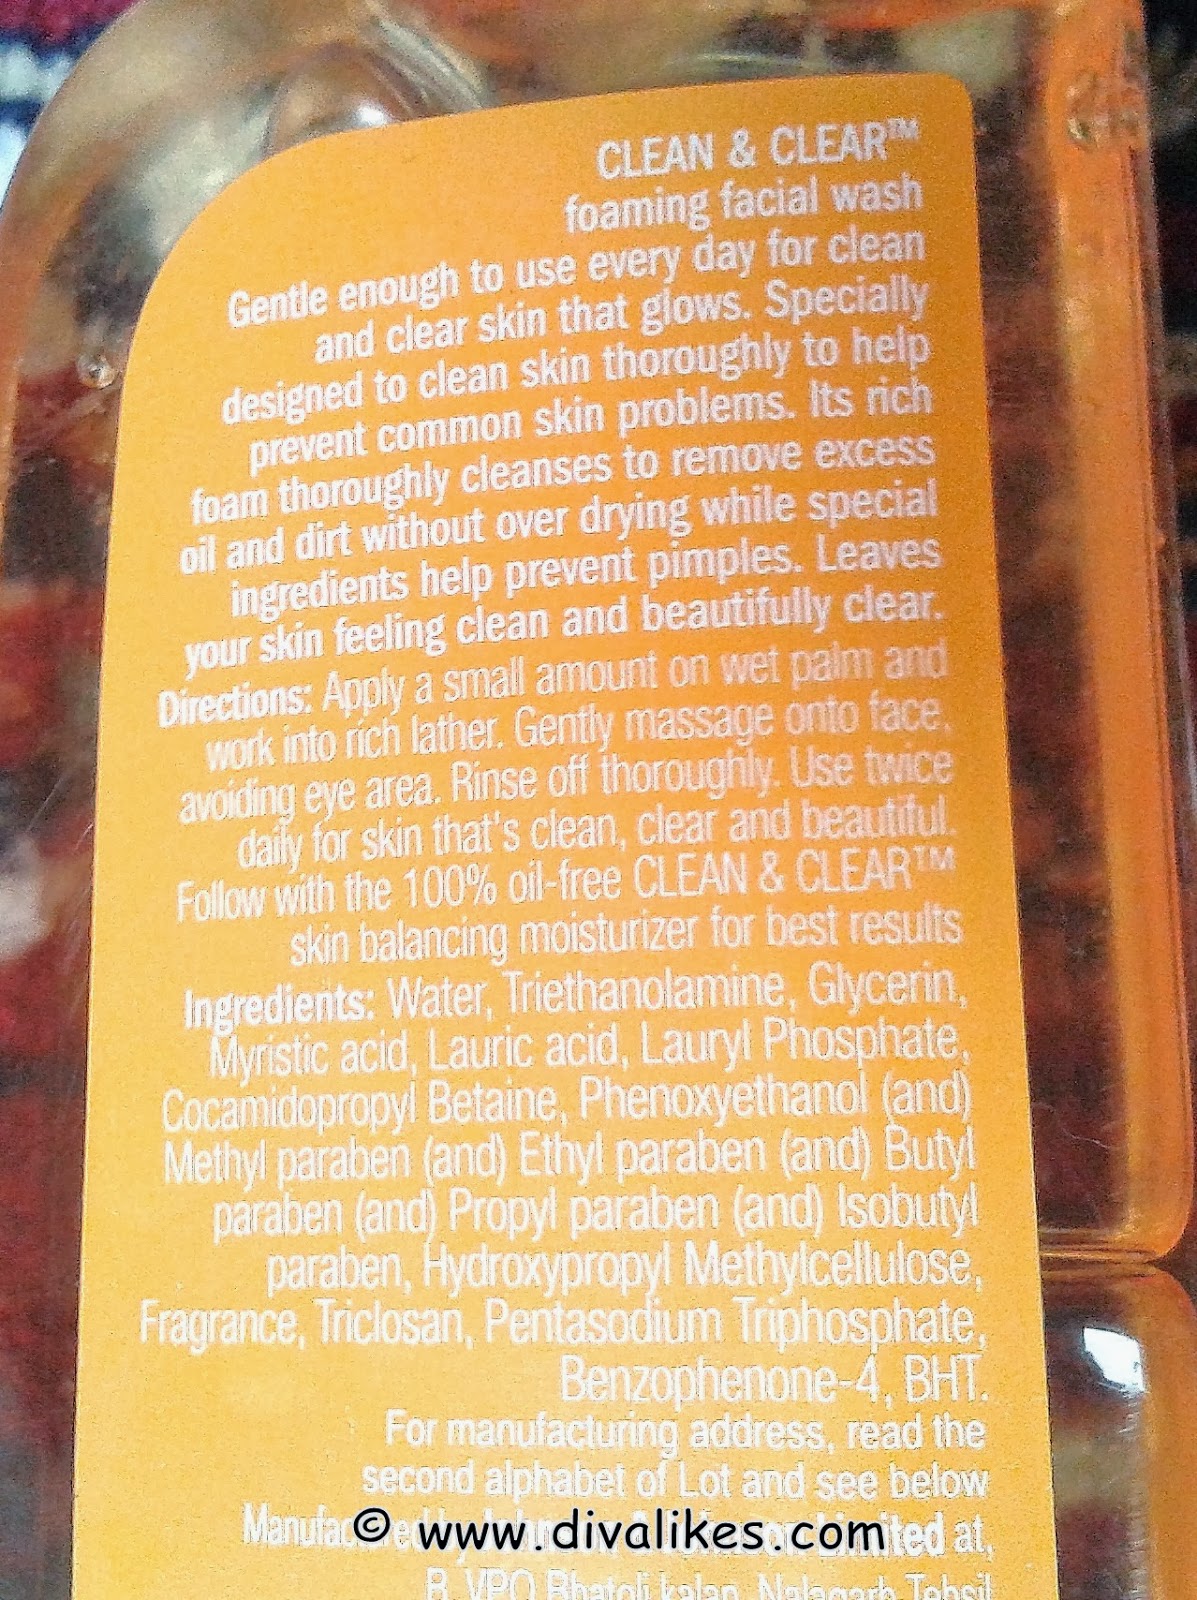 CLEAN & CLEAR™
foaming facial wash
Gentle enough to use every day for clean
and clear skin that glows. Specially
designed to clean skin thoroughly to help
prevent common skin problems. Its rich
foam thoroughly cleanses to remove excess
oil and dirt without over drying while special
ingredients help prevent pimples. Leaves
your skin feeling clean and beautifully clear.
Directions: Apply a small amount on wet palm and
work into rich lather. Gently massage onto face,
avoiding eye area. Rinse off thoroughly. Use twice
daily for skin that's clean, clear and beautiful.
Follow with the 100% oil-free CLEAN & CLEAR™
skin balancing moisturizer for best results
Ingredients: Water, Triethanolamine, Glycerin,
Myristic acid, Lauric acid, Lauryl Phosphate,
Cocamidopropyl Betaine, Phenoxyethanol (and)
Methyl paraben (and) Ethyl paraben (and) Butyl
paraben (and) Propyl paraben (and) Isobutyl
paraben, Hydroxypropyl Methylcellulose,
Fragrance, Triclosan, Pentasodium Triphosphate,
Benzophenone-4, BHT.
For manufacturing address, read the
second alphabet of Lot and see below
Limited at,
© www.divalikes.com
B. VPO Bhatoli kalan, Nalagarh Tehsil